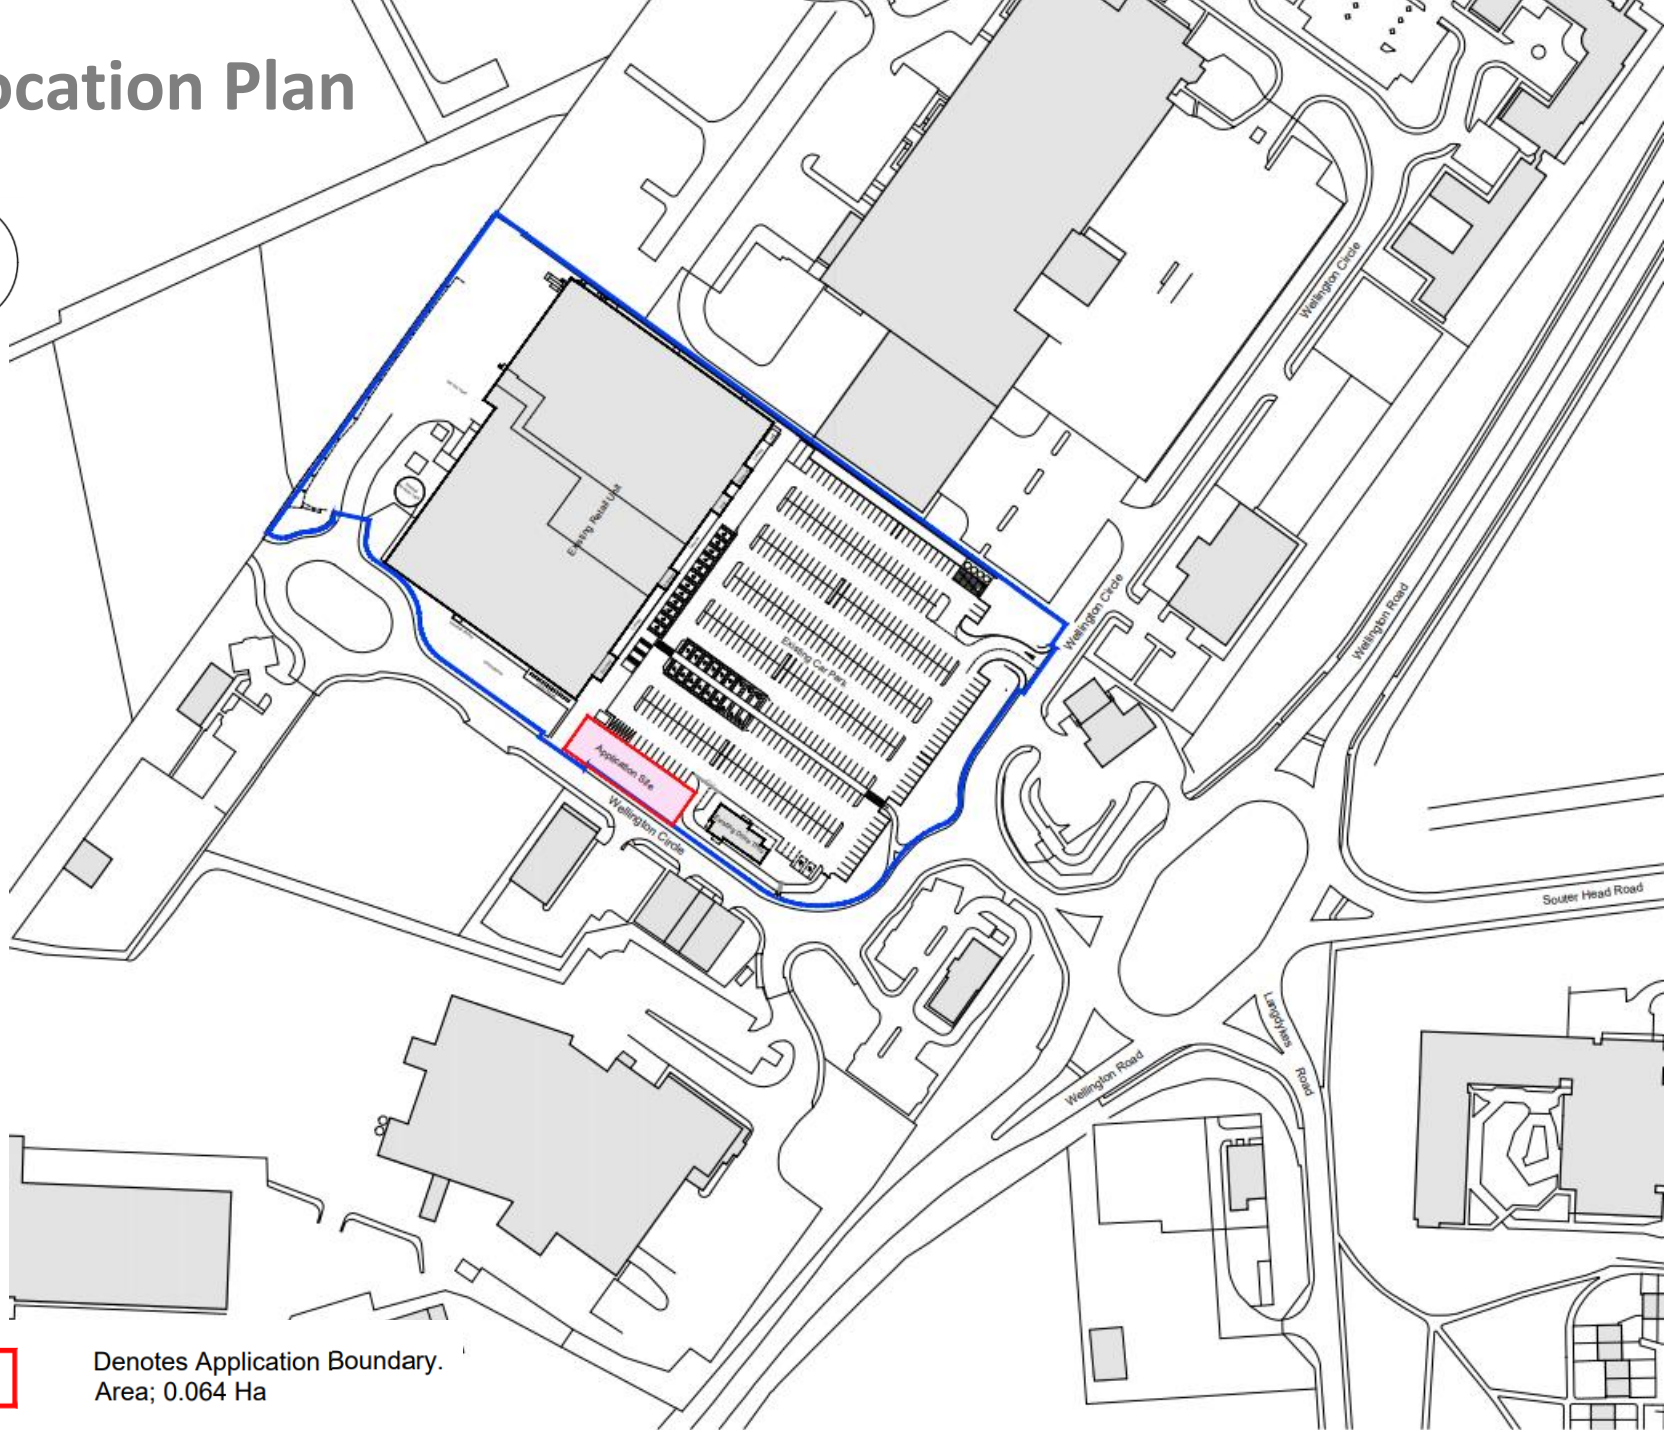 ocation Plan
Wellington Circle
Existing Retail Unit
Wellington Circle
Wellington Road
Existing Car Park
Application Site
Wellington Circle
Souter Head Road
Langdykes
Road
Wellington Road
Denotes Application Boundary.
Area; 0.064 Ha